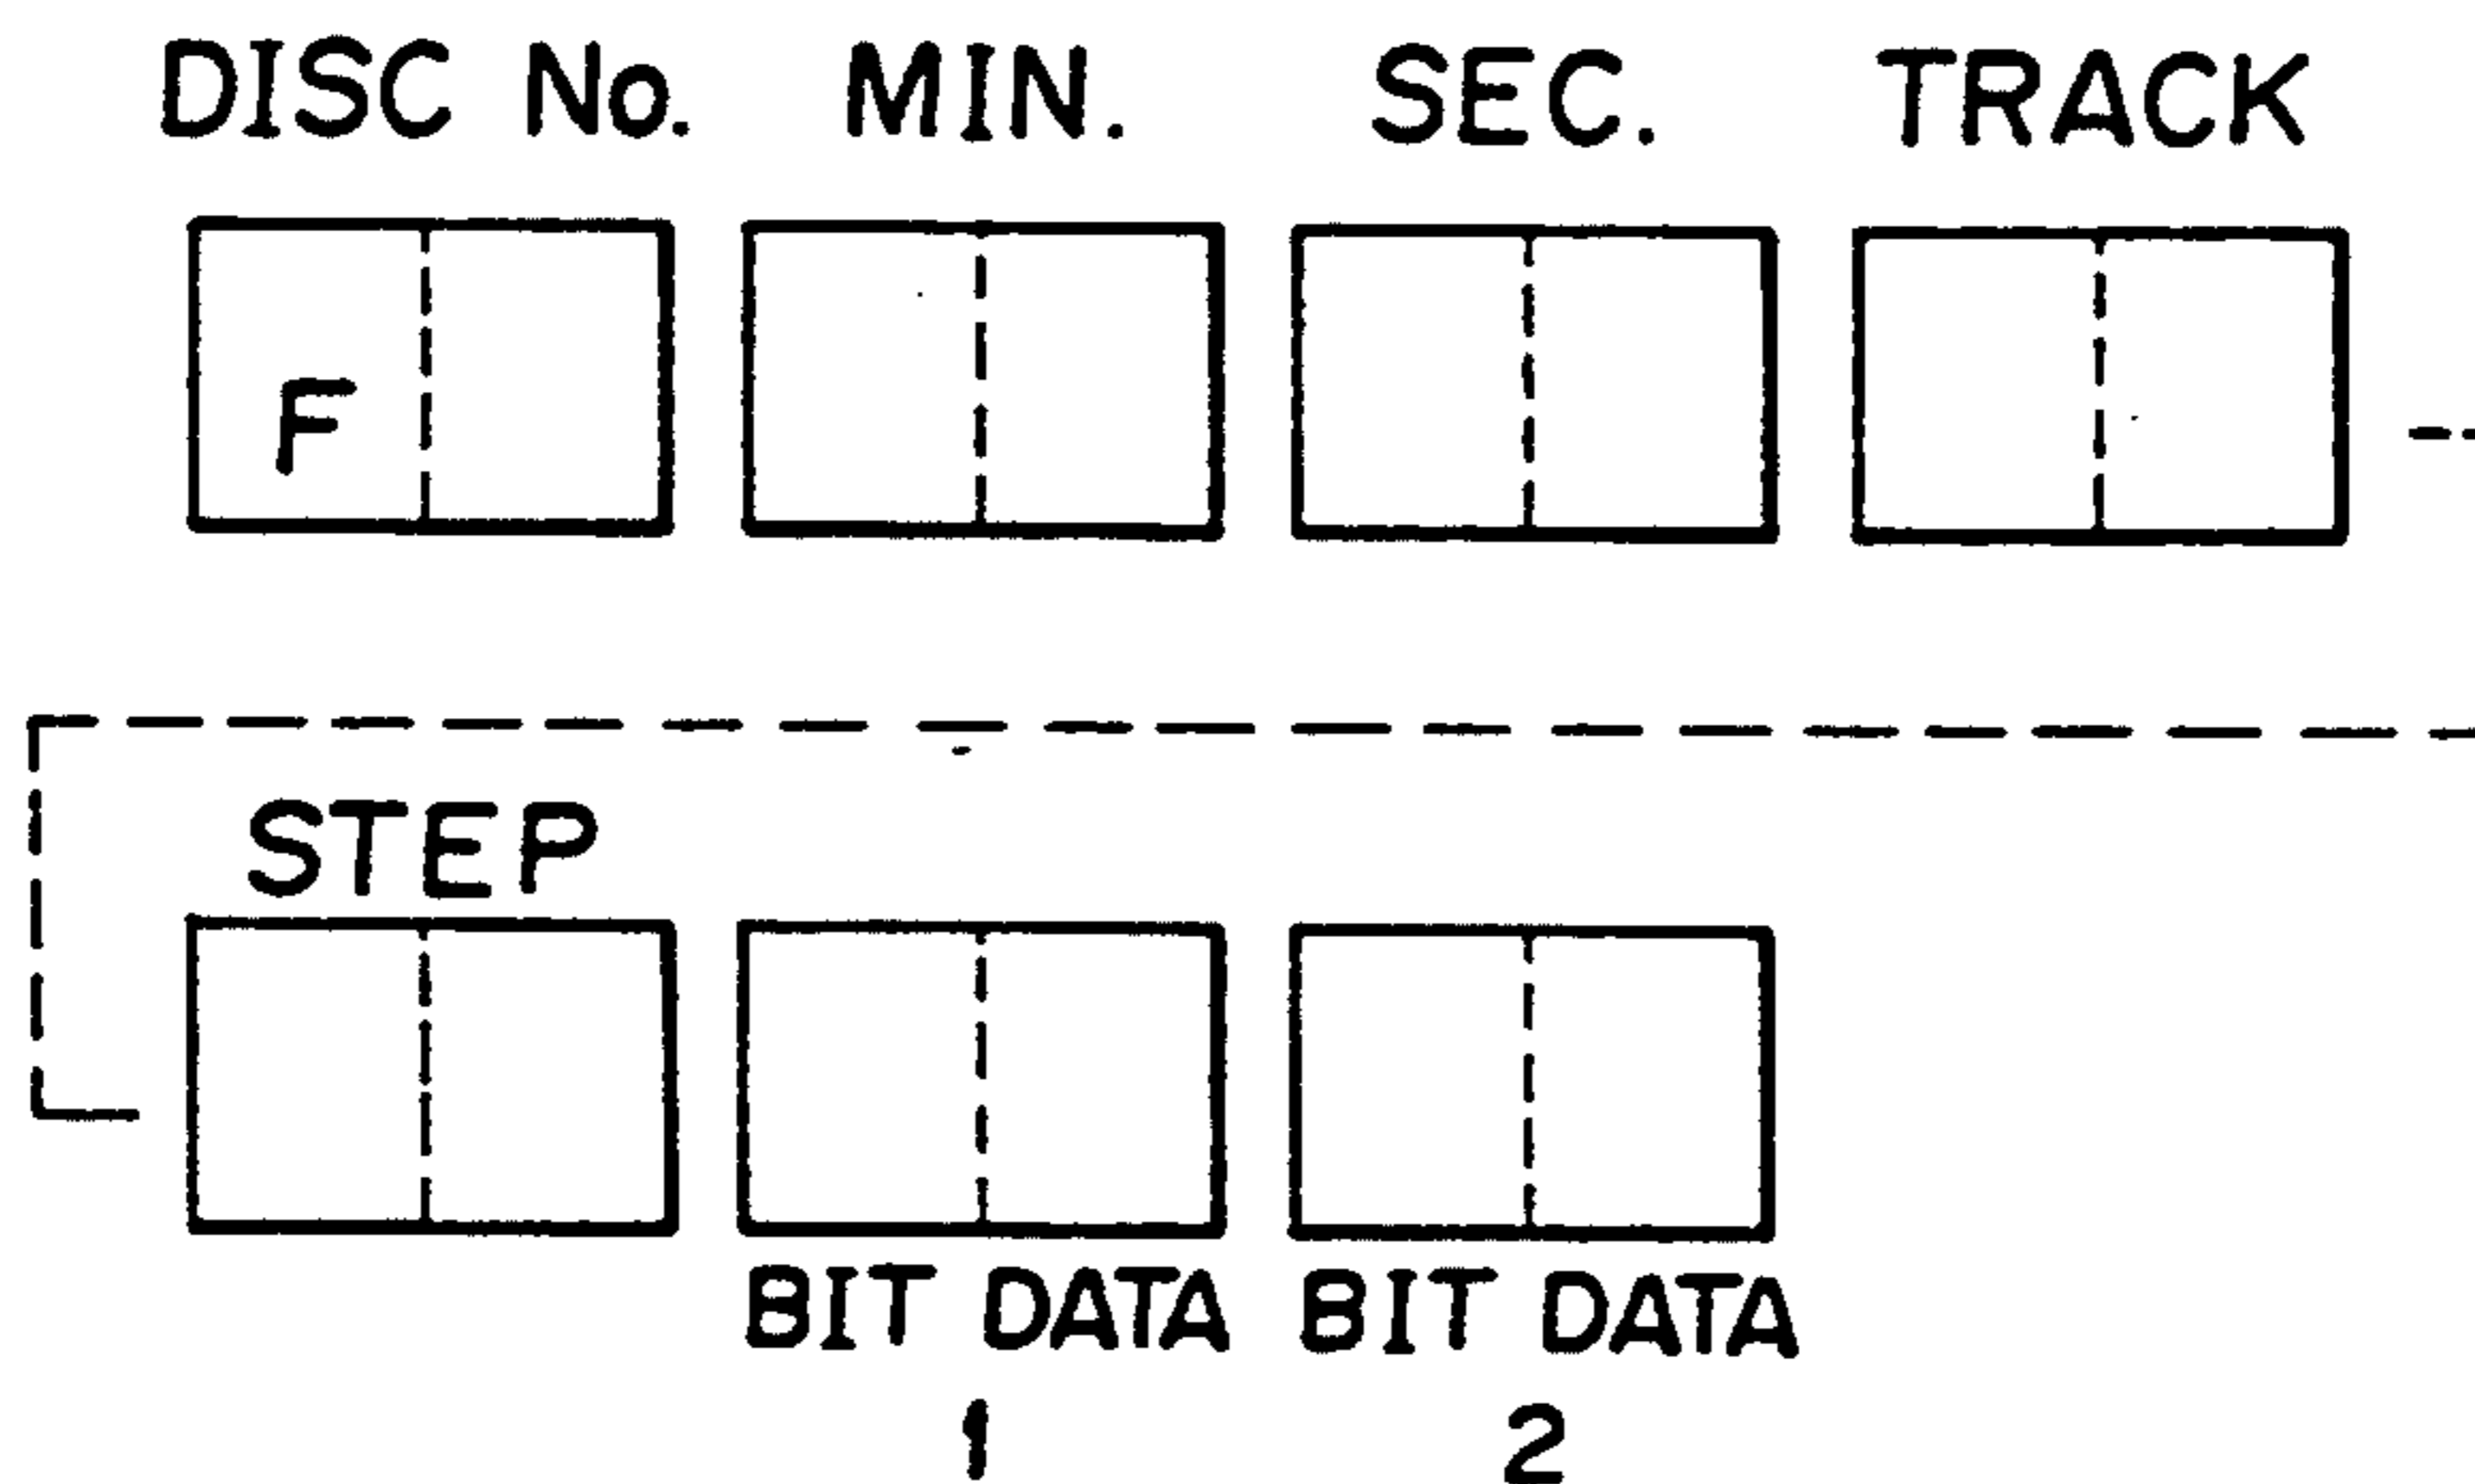 DISC No. MIN. SEC. TRACK
F
STEP
BIT DATA BIT DATA
1 2